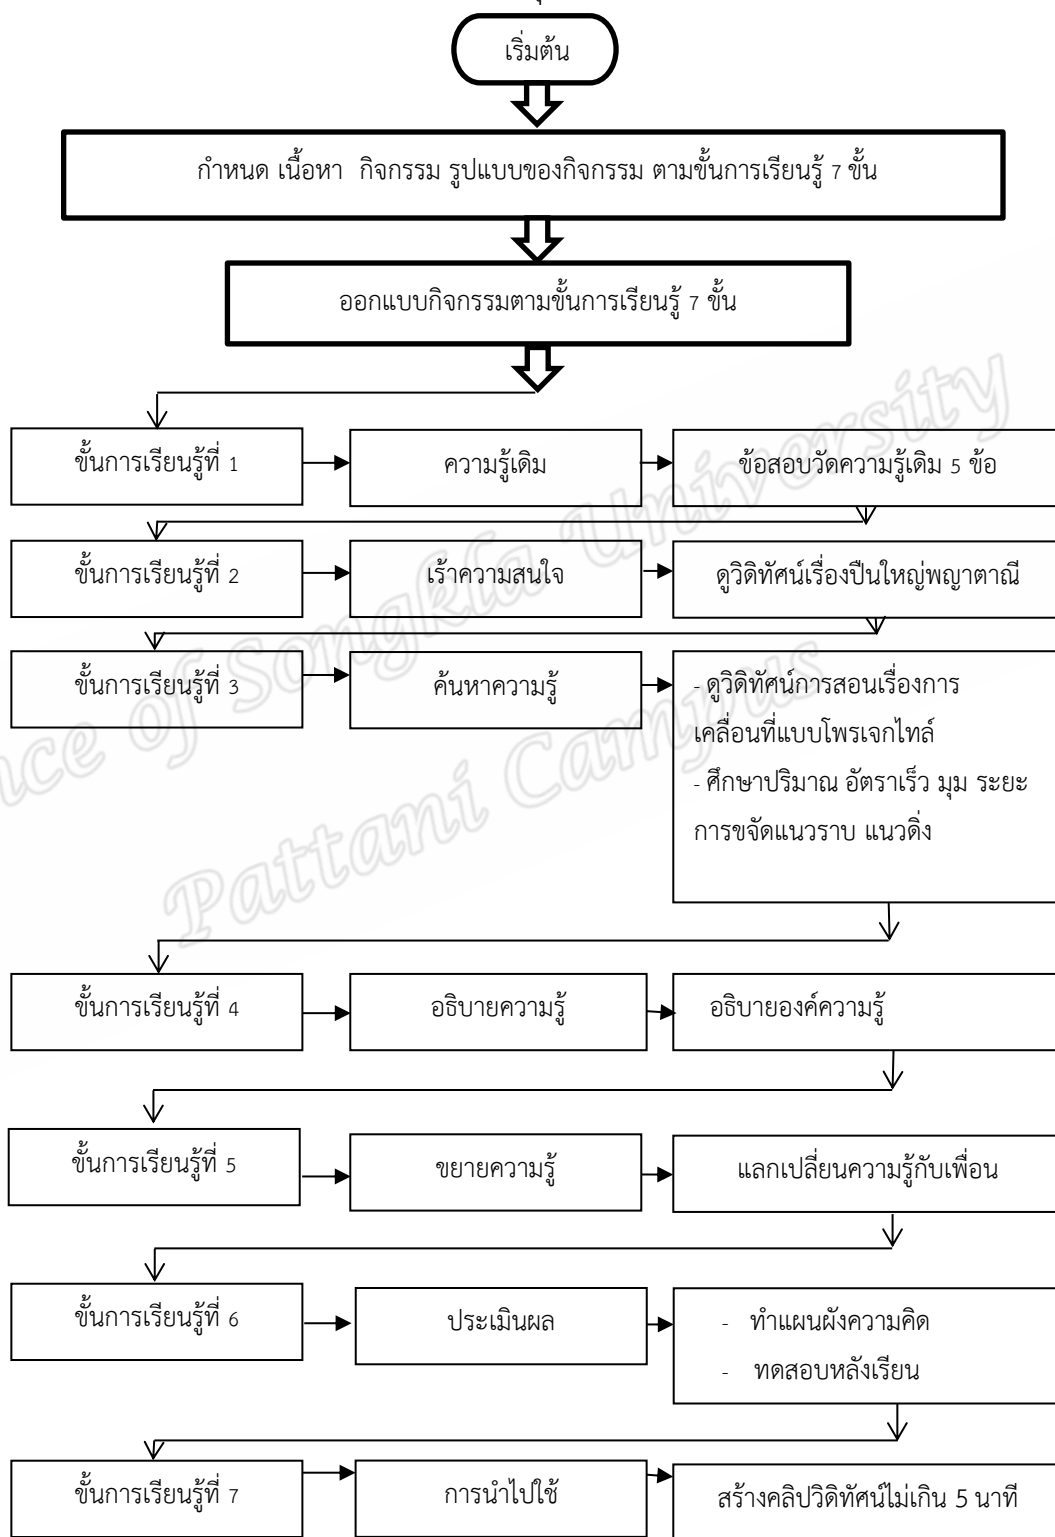 เริ่มต้น
กำหนด เนื้อหา กิจกรรม รูปแบบของกิจกรรม ตามขั้นการเรียนรู้ 7 ขั้น
ออกแบบกิจกรรมตามขั้นการเรียนรู้ 7 ขั้น
ขั้นการเรียนรู้ที่ 1
ความรู้เดิม
ข้อสอบวัดความรู้เดิม 5 ข้อ
ขั้นการเรียนรู้ที่ 2
เร้าความสนใจ
ดูวิดิทัศน์เรื่องปืนใหญ่พญาตาณี
ขั้นการเรียนรู้ที่ 3
ค้นหาความรู้
- ดูวิดิทัศน์การสอนเรื่องการ
เคลื่อนที่แบบโพรเจกไทล์
- ศึกษาปริมาณ อัตราเร็ว มุม ระยะ
การขจัดแนวราบ แนวดิ่ง
ขั้นการเรียนรู้ที่ 4
อธิบายความรู้
อธิบายองค์ความรู้
ขั้นการเรียนรู้ที่ 5
ขยายความรู้
แลกเปลี่ยนความรู้กับเพื่อน
ขั้นการเรียนรู้ที่ 6
ประเมินผล
- ทำแผนผังความคิด
- ทดสอบหลังเรียน
ขั้นการเรียนรู้ที่ 7
การนำไปใช้
สร้างคลิปวิดิทัศน์ไม่เกิน 5 นาที
nce of Songkla University
Pattani Campus